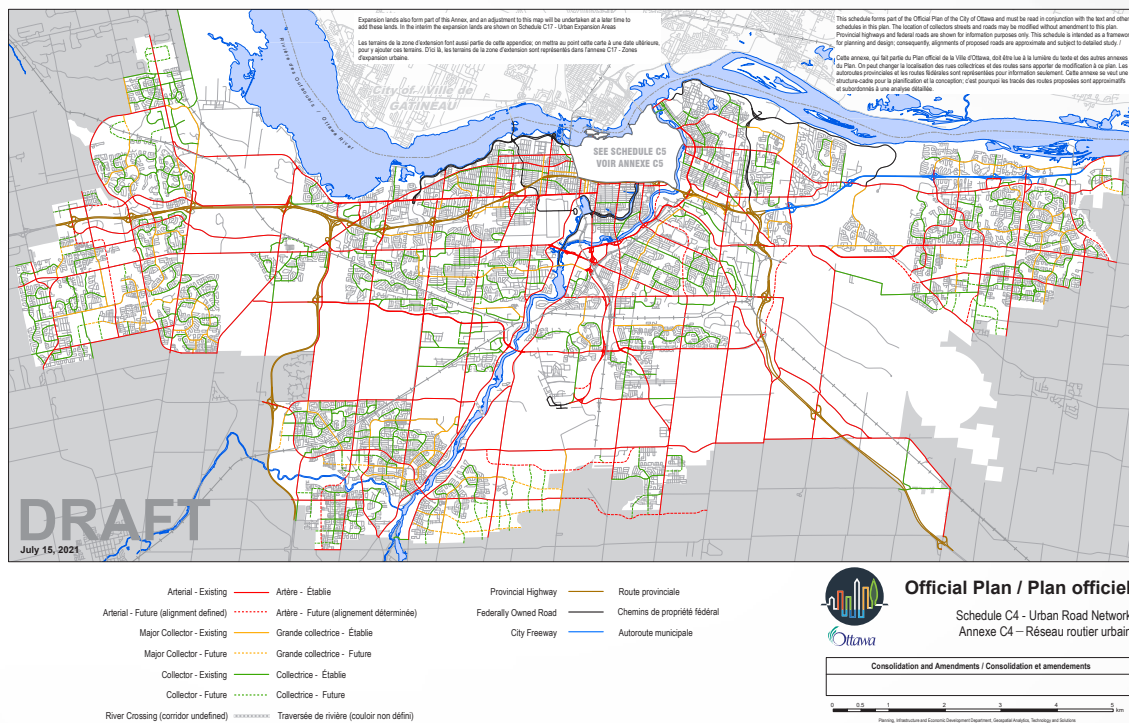 Expansion lands also form part of this Annex, and an adjustment to this map will be undertaken at a later time to
add these lands. In the interim the expansion lands are shown on Schedule C17 - Urban Expansion Areas
Les terrains de la zone d'extension font aussi partie de cette appendice; on mettra au point cette carte à une date ultérieure,
pour y ajouter ces terrains. D'ici là, les terrains de la zone d'extension sont représentés dans l'annexe C17 - Zones
d'expansion urbaine.
This schedule forms part of the Official Plan of the City of Ottawa and must be read in conjunction with the text and other
schedules in this plan. The location of collectors streets and roads may be modified without amendment to this plan.
Provincial highways and federal roads are shown for information purposes only. This schedule is intended as a framework
for planning and design; consequently, alignments of proposed roads are approximate and subject to detailed study. /
Cette annexe, qui fait partie du Plan officiel de la Ville d'Ottawa, doit être lue à la lumière du texte et des autres annexes
du Plan. On peut changer la localisation des rues collectrices et des routes sans apporter de modification à ce plan. Les
autoroutes provinciales et les routes fédérales sont représentées pour information seulement. Cette annexe se veut une
structure-cadre pour la planification et la conception; c'est pourquoi les tracés des routes proposées sont approximatifs
et subordonnés à une analyse détaillée.
City of / Ville de
GATINEAU
Rivière des Outaouais / Ottawa River
SEE SCHEDULE C5
VOIR ANNEXE C5
DRAFT
July 15, 2021
Arterial - Existing Artère - Établie
Arterial - Future (alignment defined) Artère - Future (alignement déterminée)
Major Collector - Existing Grande collectrice - Établie
Major Collector - Future Grande collectrice - Future
Collector - Existing Collectrice - Établie
Collector - Future Collectrice - Future
River Crossing (corridor undefined) Traversée de rivière (couloir non défini)
Provincial Highway Route provinciale
Federally Owned Road Chemins de propriété fédéral
City Freeway Autoroute municipale
Ottawa
Official Plan / Plan officiel
Schedule C4 - Urban Road Network
Annexe C4 – Réseau routier urbain
Consolidation and Amendments / Consolidation et amendements
0 0.5 1 2 3 4 5 km
Planning, Infrastructure and Economic Development Department, Geospatial Analytics, Technology and Solutions